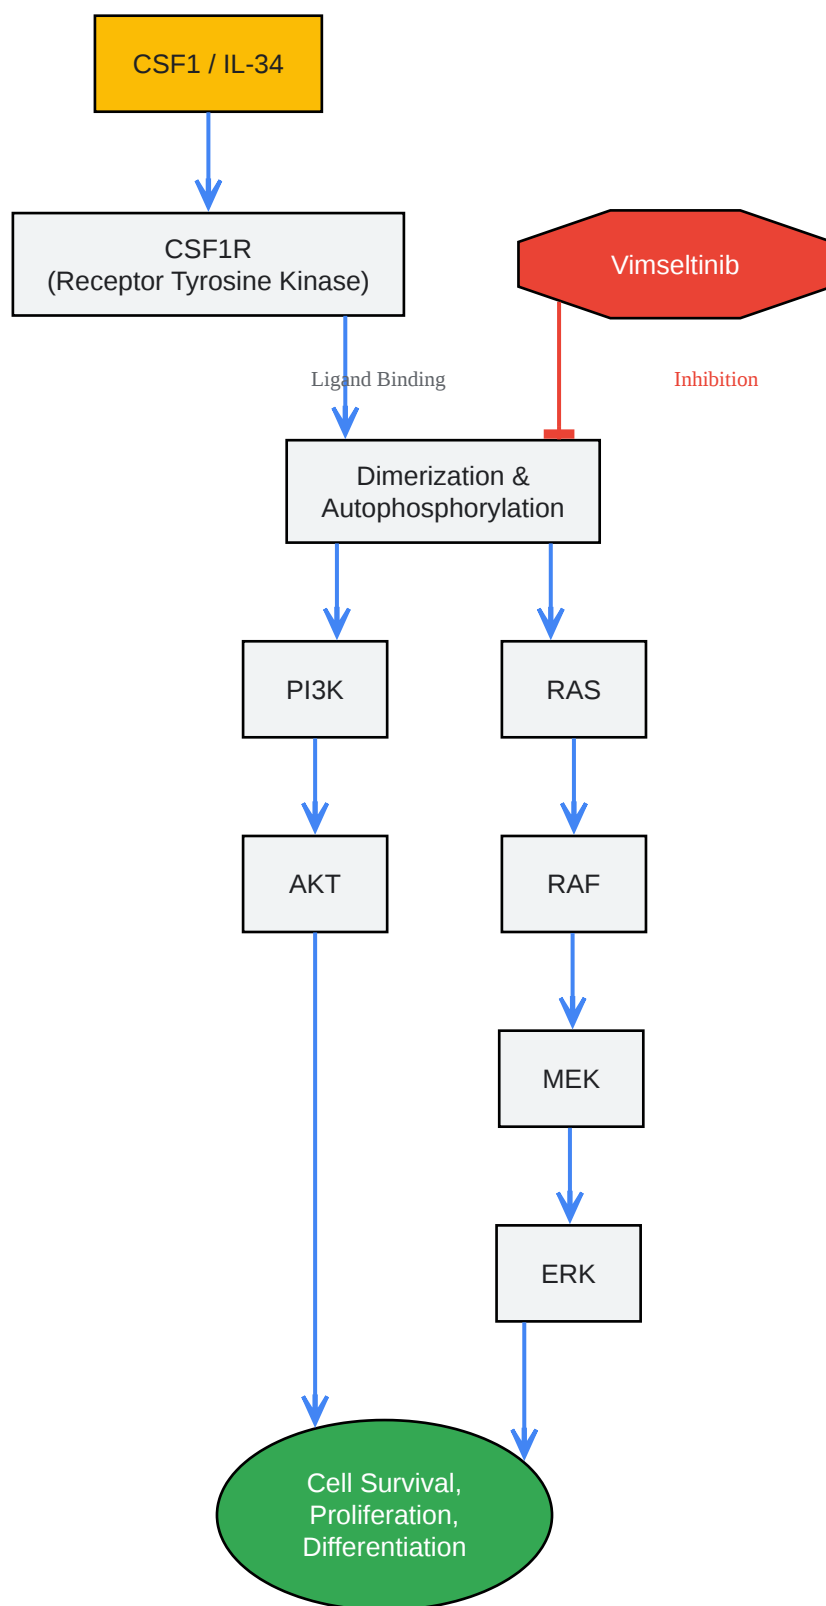 CSF1 / IL-34
CSF1R
(Receptor Tyrosine Kinase)
Vimseltinib
Ligand Binding
Inhibition
Dimerization &
Autophosphorylation
PI3K
RAS
AKT
RAF
MEK
ERK
Cell Survival,
Proliferation,
Differentiation